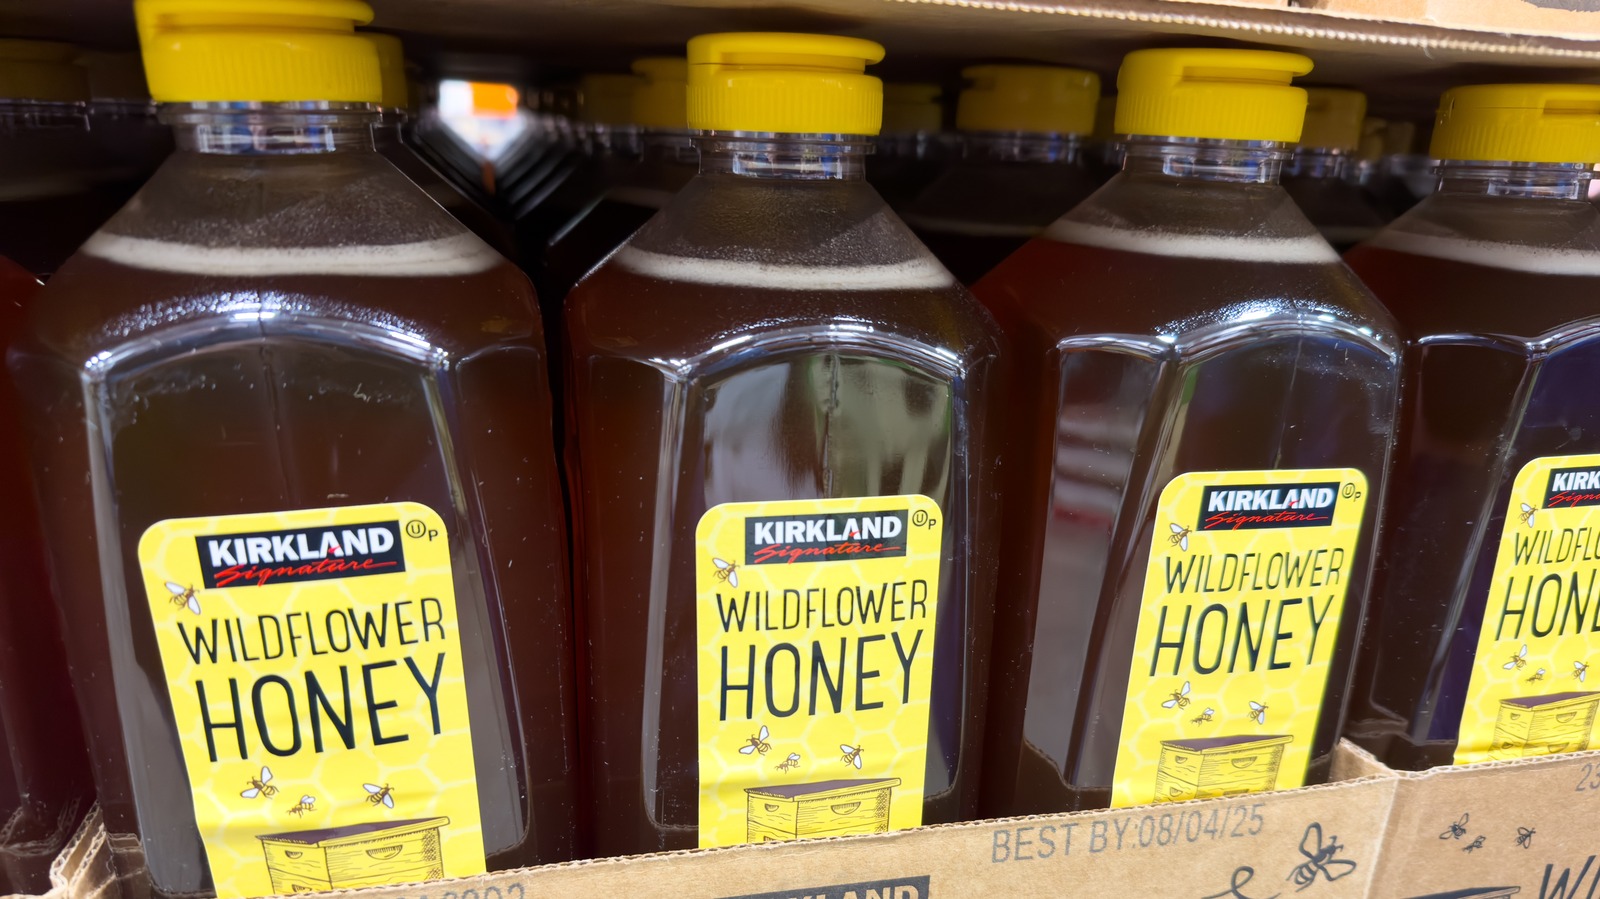 KIRKLAND
Signature
U P
WILDFLOWER
HONEY
KIRKLAND
Signature
U P
WILDFLOWER
HONEY
KIRKLAND
Signature
U P
WILDFLOWER
HONEY
BEST BY:08/04/25